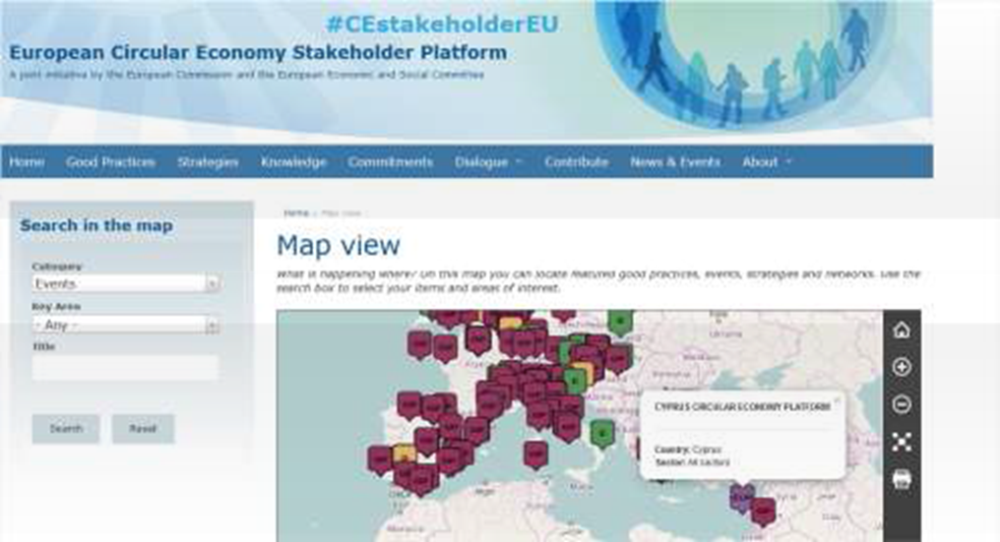 #CEstakeholderEU
European Circular Economy Stakeholder Platform
A joint initiative by the European Commission and the European Economic and Social Committee
Home Good Practices Strategies Knowledge Commitments Dialogue Contribute News & Events About
Search in the map
Category
Events
Key Area
- Any -
Title
Search Reset
Home » Map view
Map view
What is happening where? On this map you can locate featured good practices, events, strategies and networks. Use the
search box to select your items and areas of interest.
CYPRUS CIRCULAR ECONOMY PLATFORM
Country: Cyprus
Sector: All sectors
Ukraine
Malta
Maroc